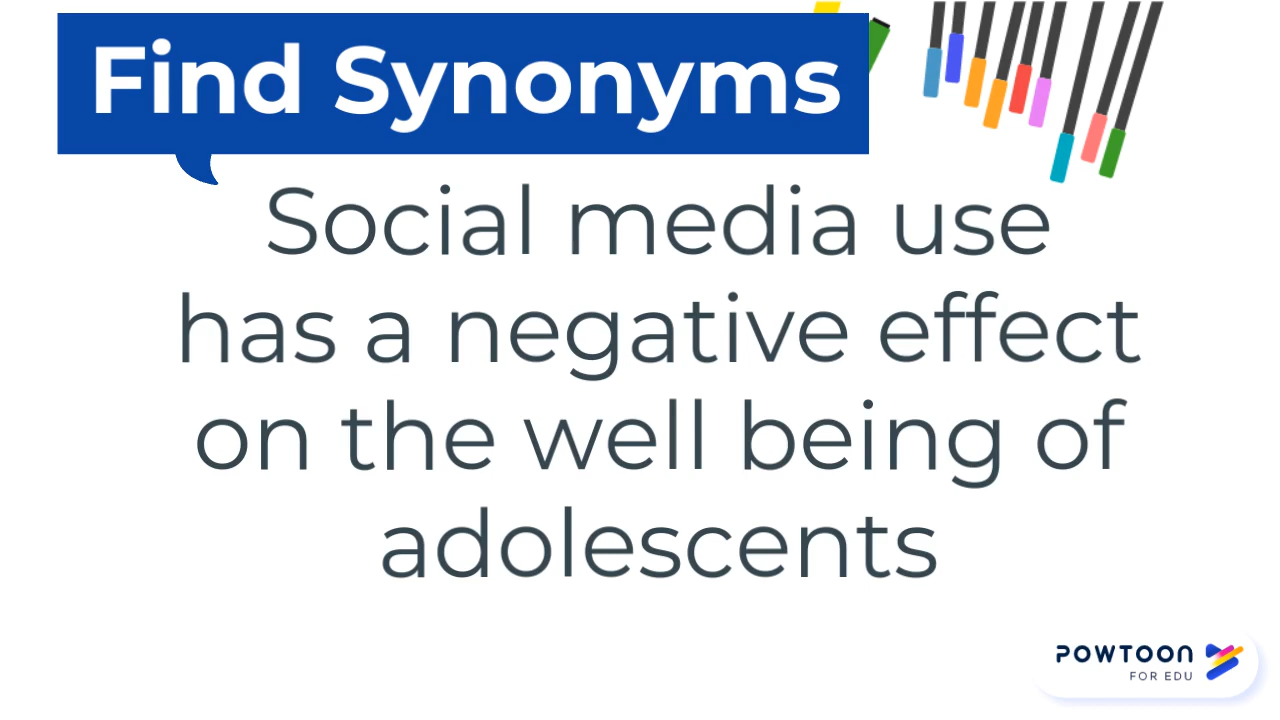 Find Synonyms
Social media use
has a negative effect
on the well being of
adolescents
POWTOON
FOR EDU